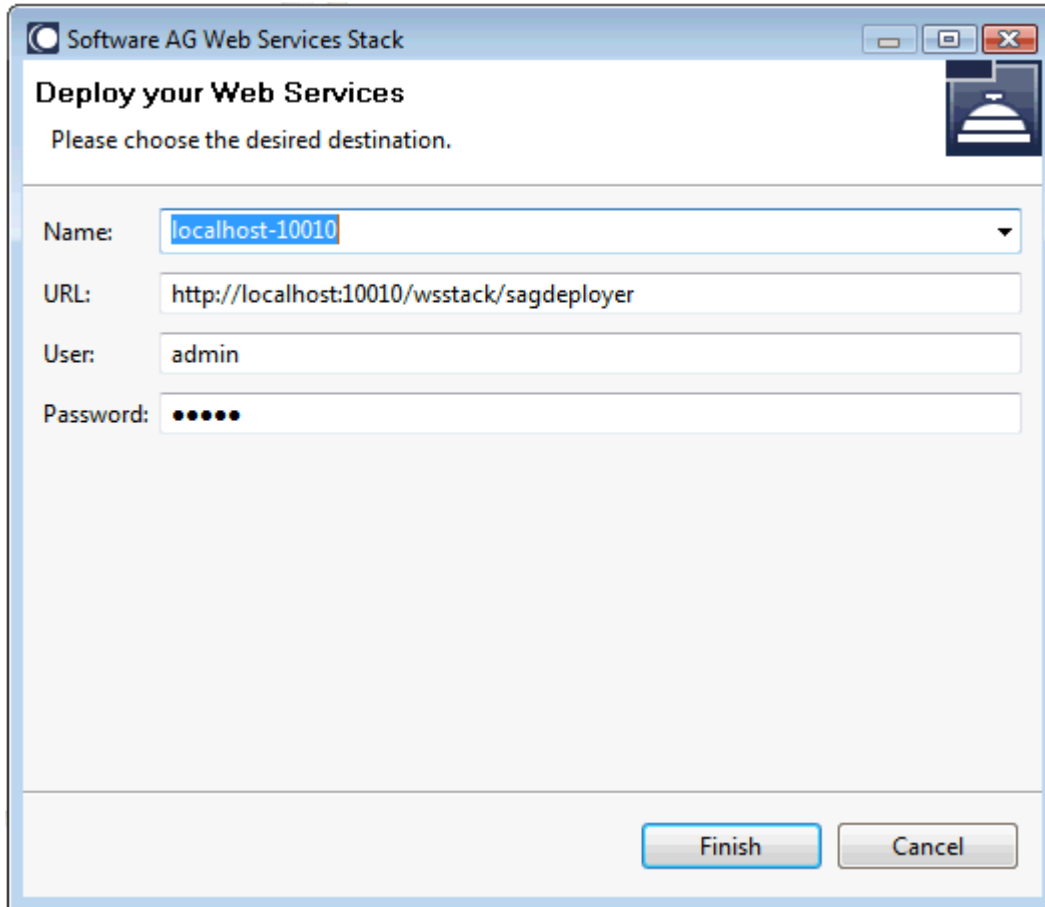 Software AG Web Services Stack
Deploy your Web Services
Please choose the desired destination.
Name: localhost-10010
URL: http://localhost:10010/wsstack/sagdeployer
User: admin
Password: ●●●●●
Finish Cancel